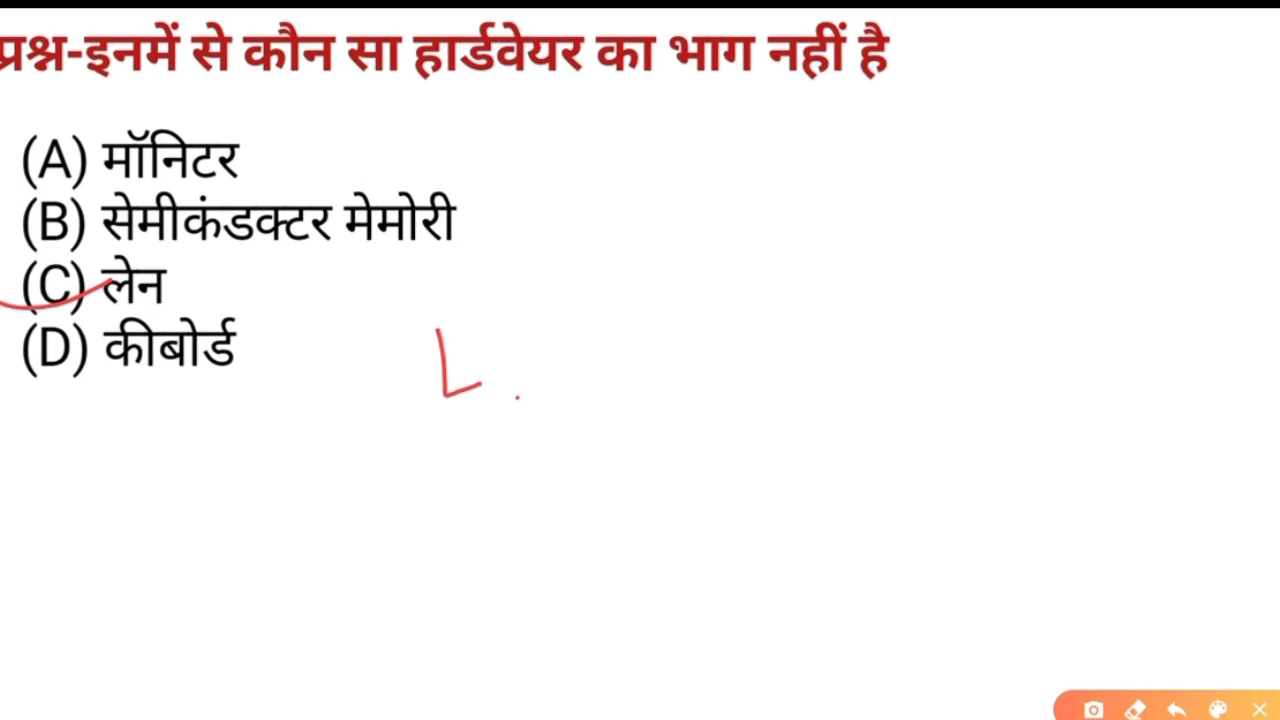 प्रश्न-इनमें से कौन सा हार्डवेयर का भाग नहीं है
(A) मॉनिटर
(B) सेमीकंडक्टर मेमोरी
(C) लेन
(D) कीबोर्ड
L